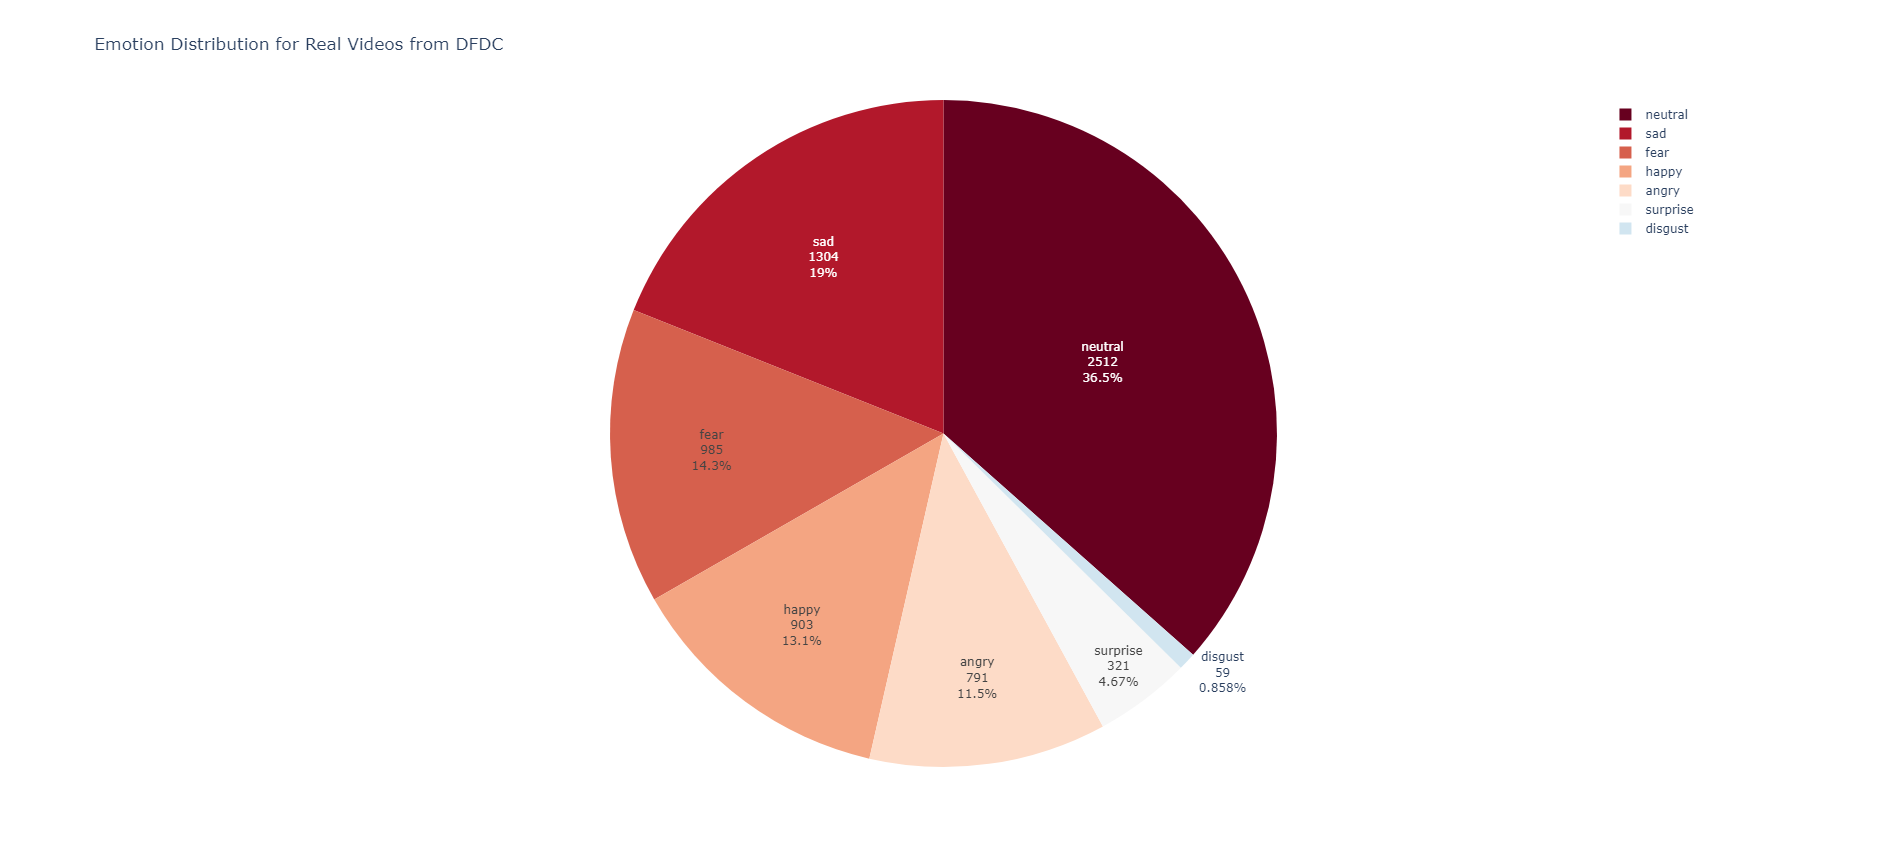 Emotion Distribution for Real Videos from DFDC
neutral
sad
fear
happy
angry
surprise
disgust
sad
1304
19%
neutral
2512
36.5%
fear
985
14.3%
happy
903
13.1%
angry
791
11.5%
surprise
321
4.67%
disgust
59
0.858%